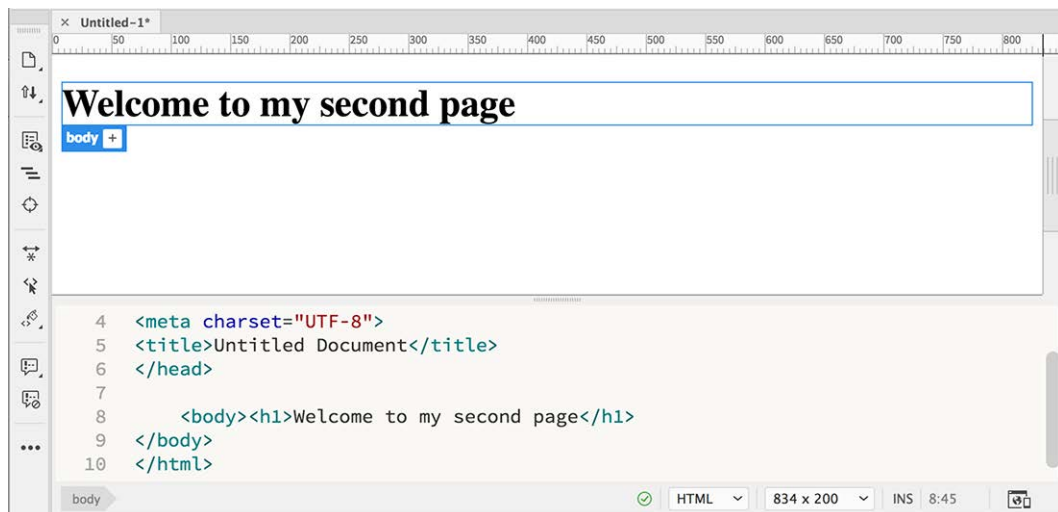 × Untitled-1*
0 50 100 150 200 250 300 350 400 450 500 550 600 650 700 750 800
Welcome to my second page
body +
4 <meta charset="UTF-8">
5 <title>Untitled Document</title>
6 </head>
7
8 <body><h1>Welcome to my second page</h1>
9 </body>
10 </html>
body HTML 834 x 200 INS 8:45